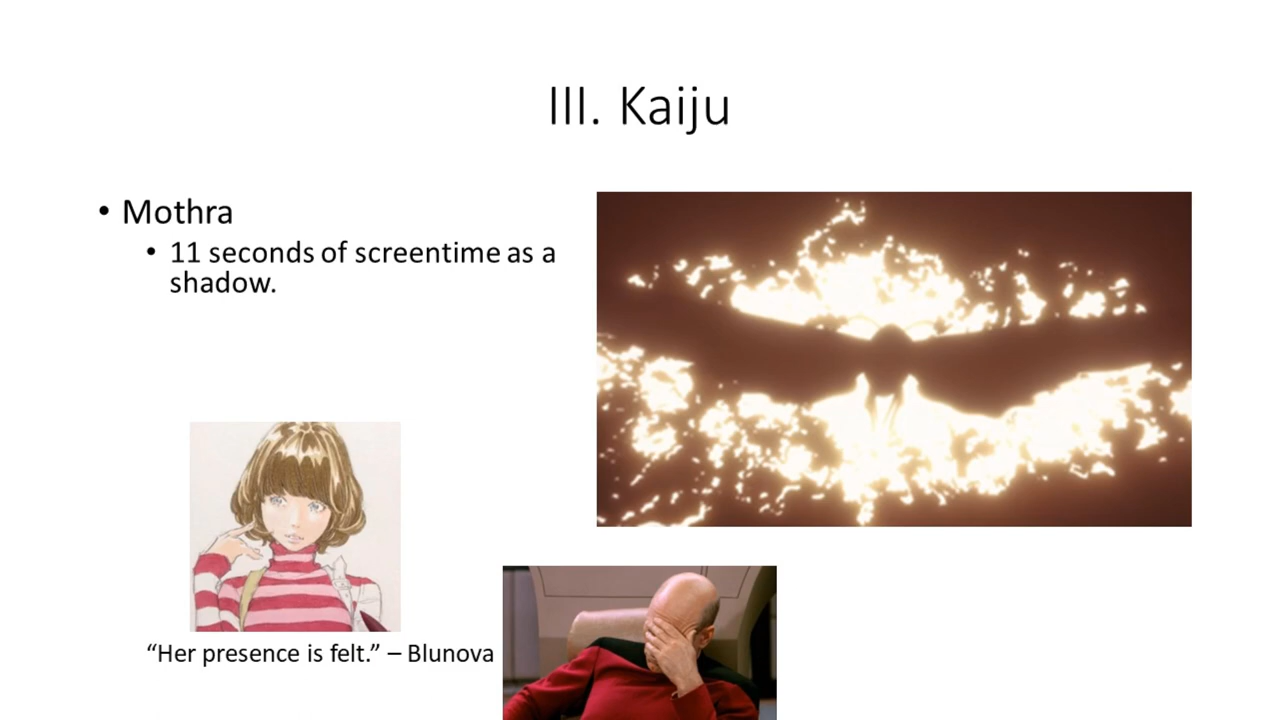 III. Kaiju
• Mothra
• 11 seconds of screentime as a
shadow.
“Her presence is felt.” – Blunova